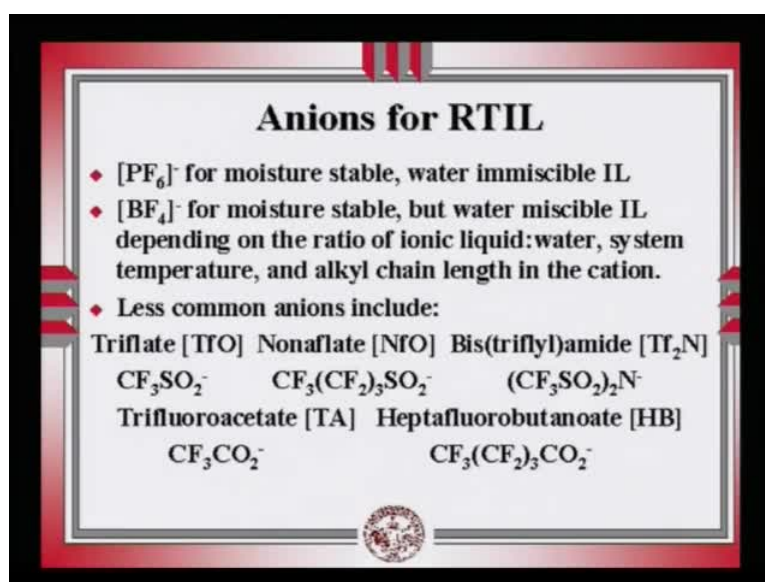 Anions for RTIL
[PF₆]⁻ for moisture stable, water immiscible IL
[BF₄]⁻ for moisture stable, but water miscible IL
depending on the ratio of ionic liquid:water, system
temperature, and alkyl chain length in the cation.
Less common anions include:
Triflate [TfO] Nonaflate [NfO] Bis(triflyl)amide [Tf₂N]
CF₃SO₂⁻ CF₃(CF₂)₃SO₂⁻ (CF₃SO₂)₂N⁻
Trifluoroacetate [TA] Heptafluorobutanoate [HB]
CF₃CO₂⁻ CF₃(CF₂)₃CO₂⁻